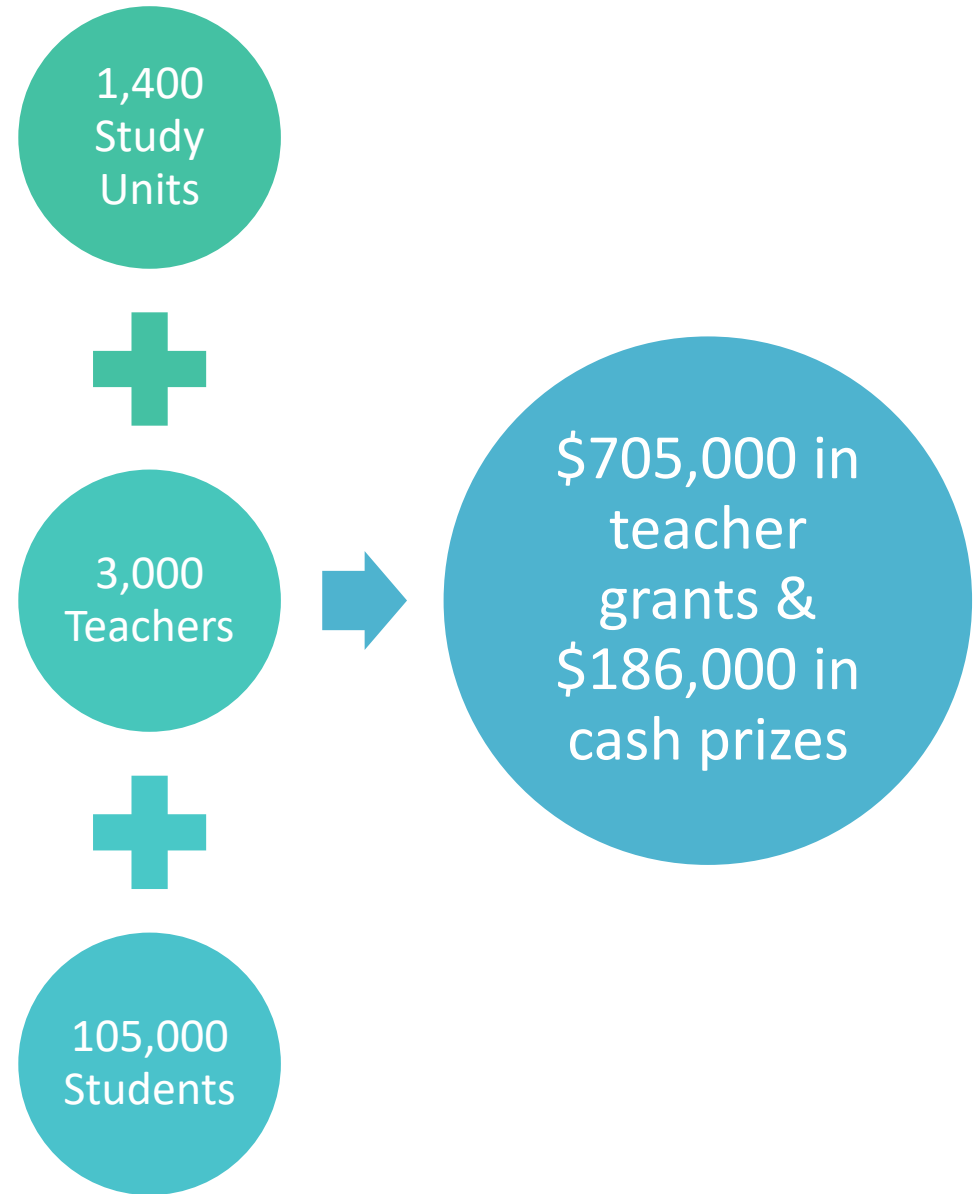 1,400
Study
Units
3,000
Teachers
105,000
Students
$705,000 in
teacher
grants &
$186,000 in
cash prizes